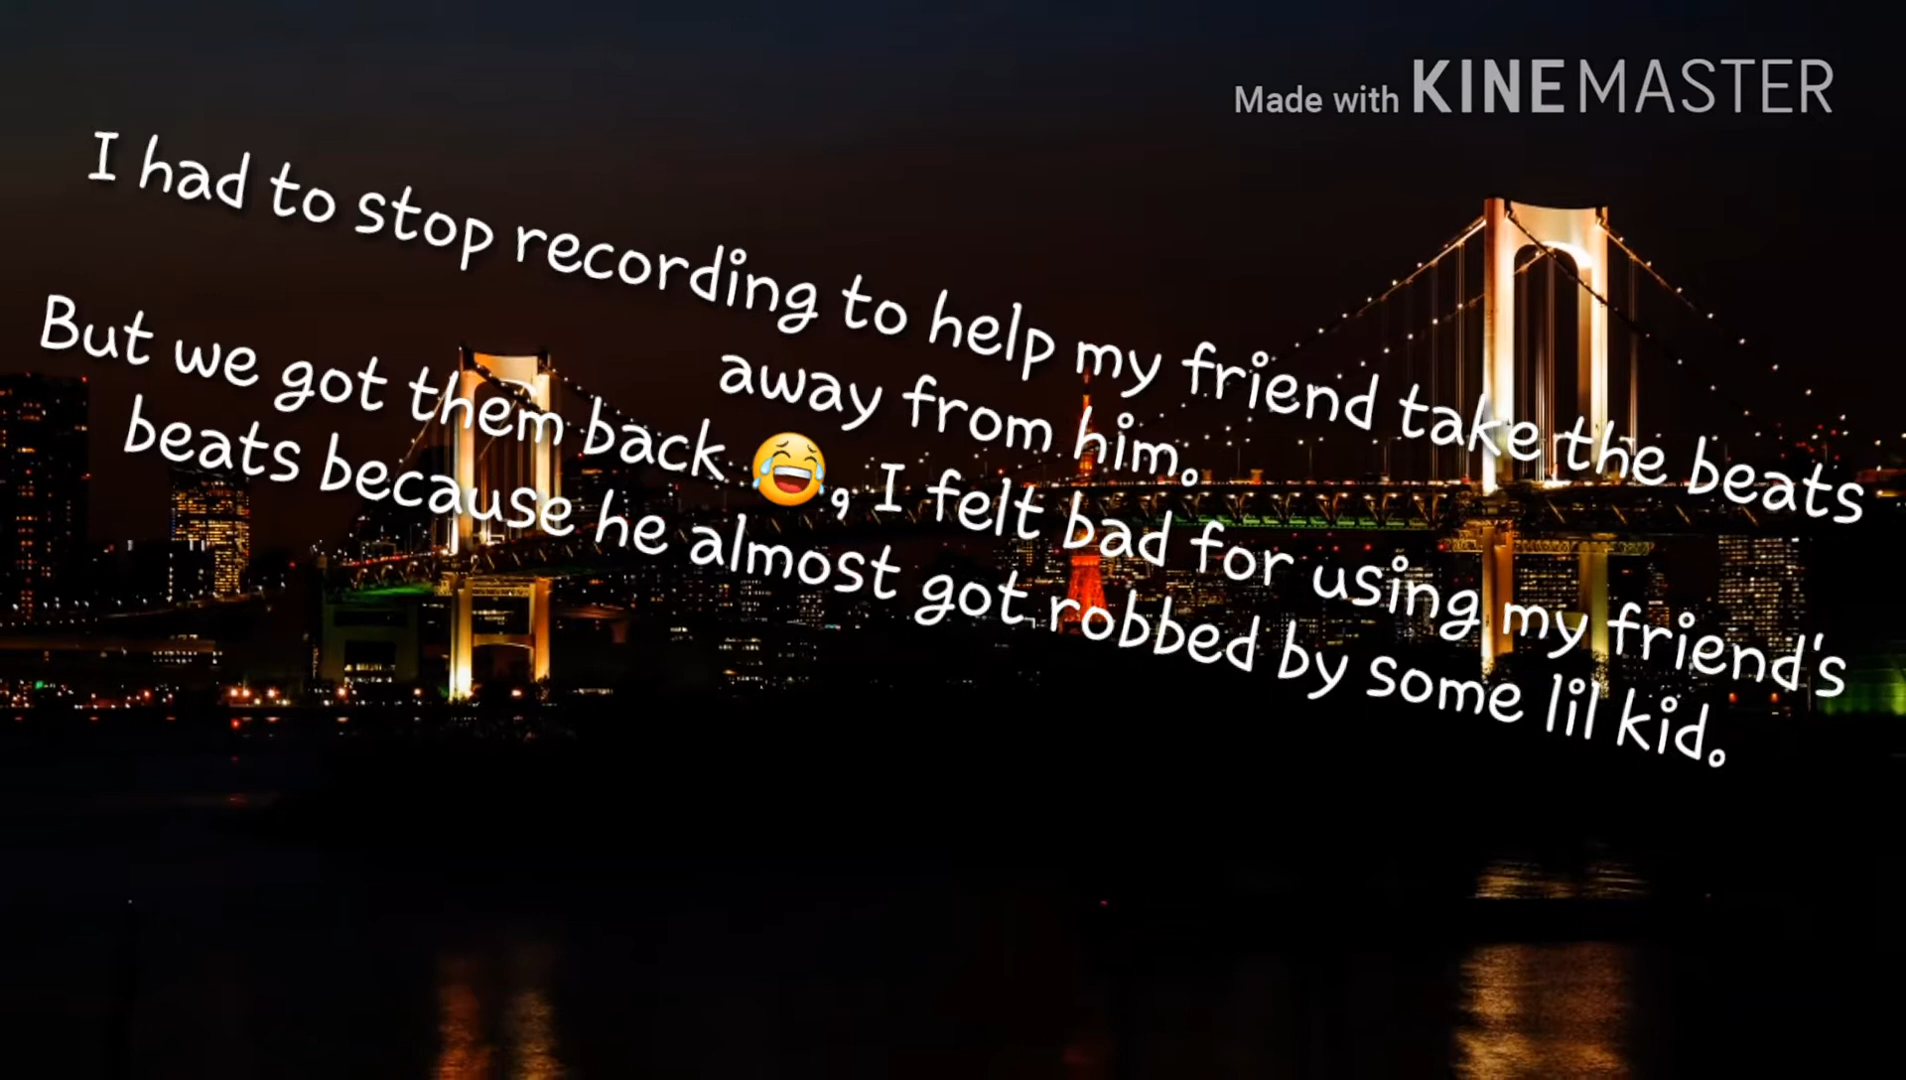 Made with KINEMASTER
I had to stop recording to help my friend take the beats
away from him.
But we got them back 😂, I felt bad for using my friend's
beats because he almost got robbed by some lil kid.